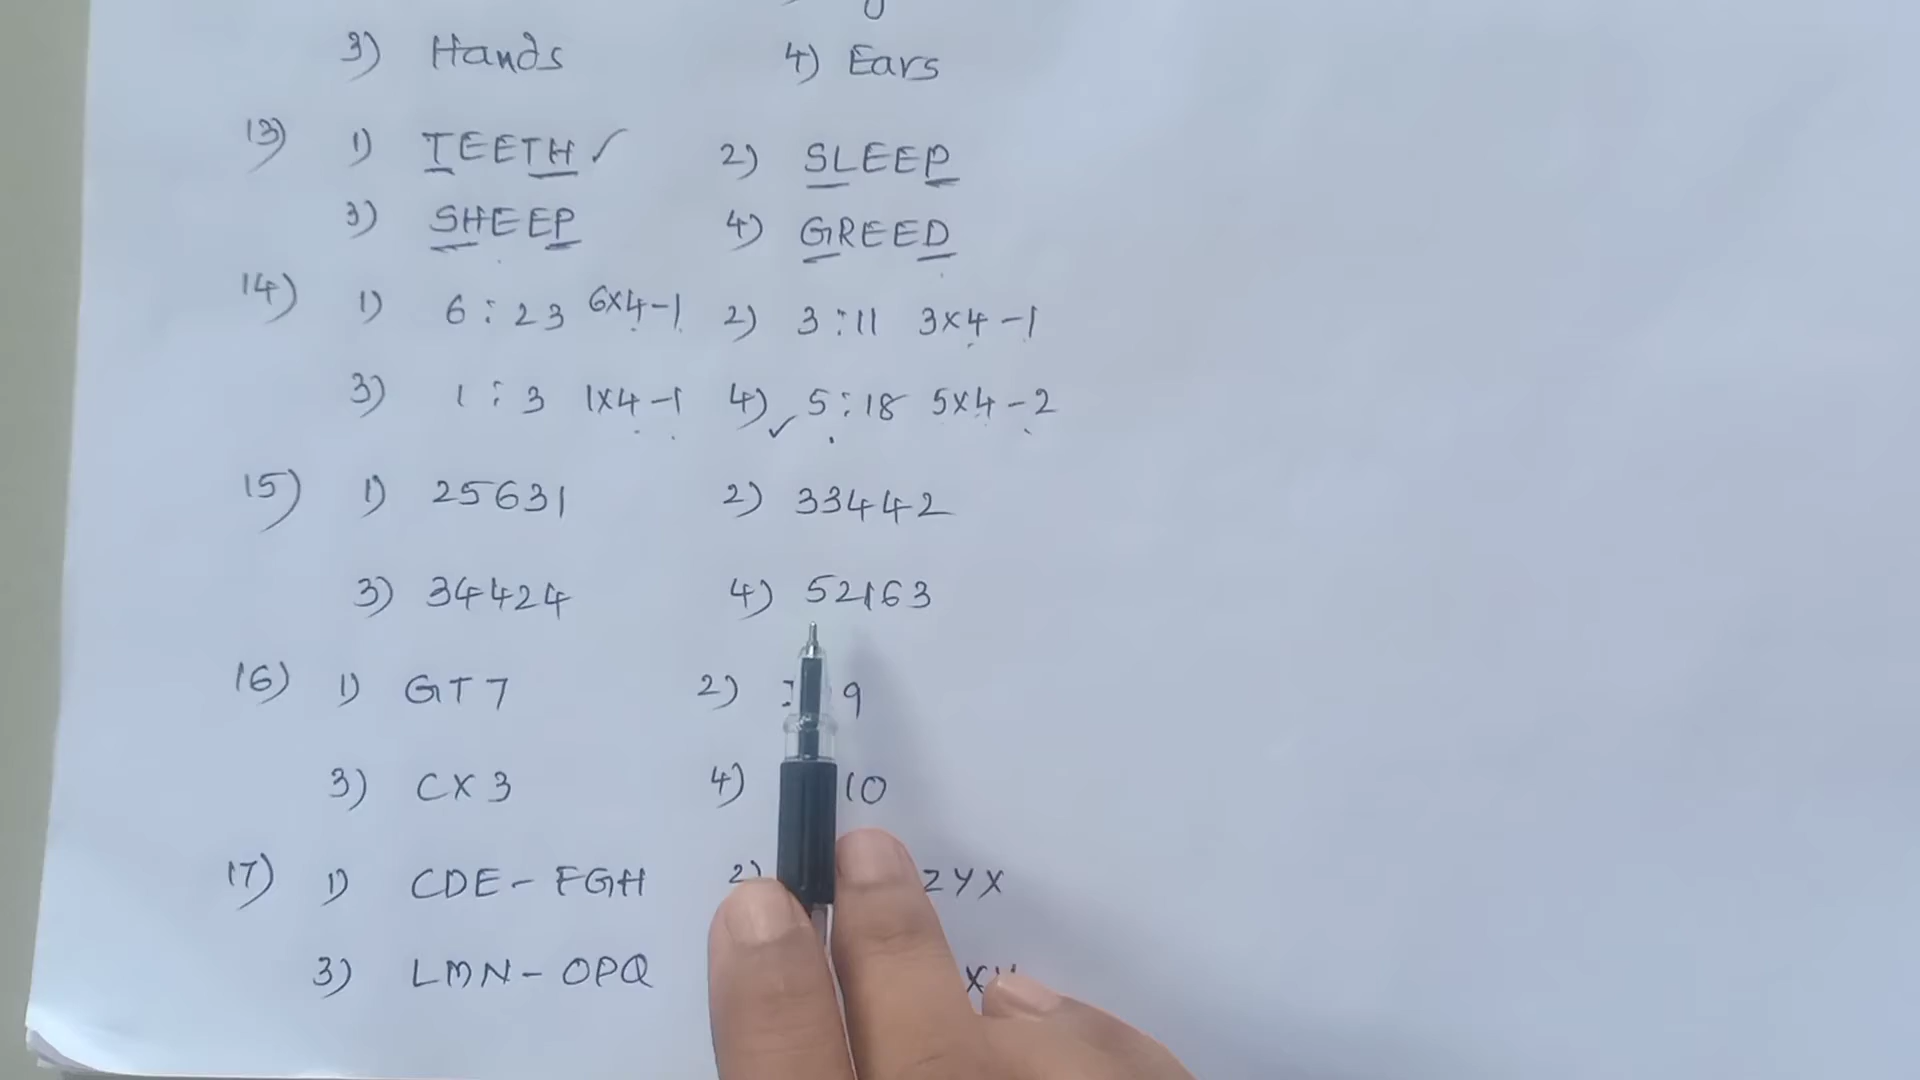 3) Hands 4) Ears
13) 1) TEETH ✓ 2) SLEEP
3) SHEEP 4) GREED
14) 1) 6 : 23 6x4-1 2) 3 : 11 3x4-1
3) 1 : 3 1x4-1 4) ✓ 5 : 18 5x4-2
15) 1) 25631 2) 33442
3) 34424 4) 52163
16) 1) GT7 2) 9
3) CX3 4) 10
17) 1) CDE - FGH 2) ZYX
3) LMN - OPQ